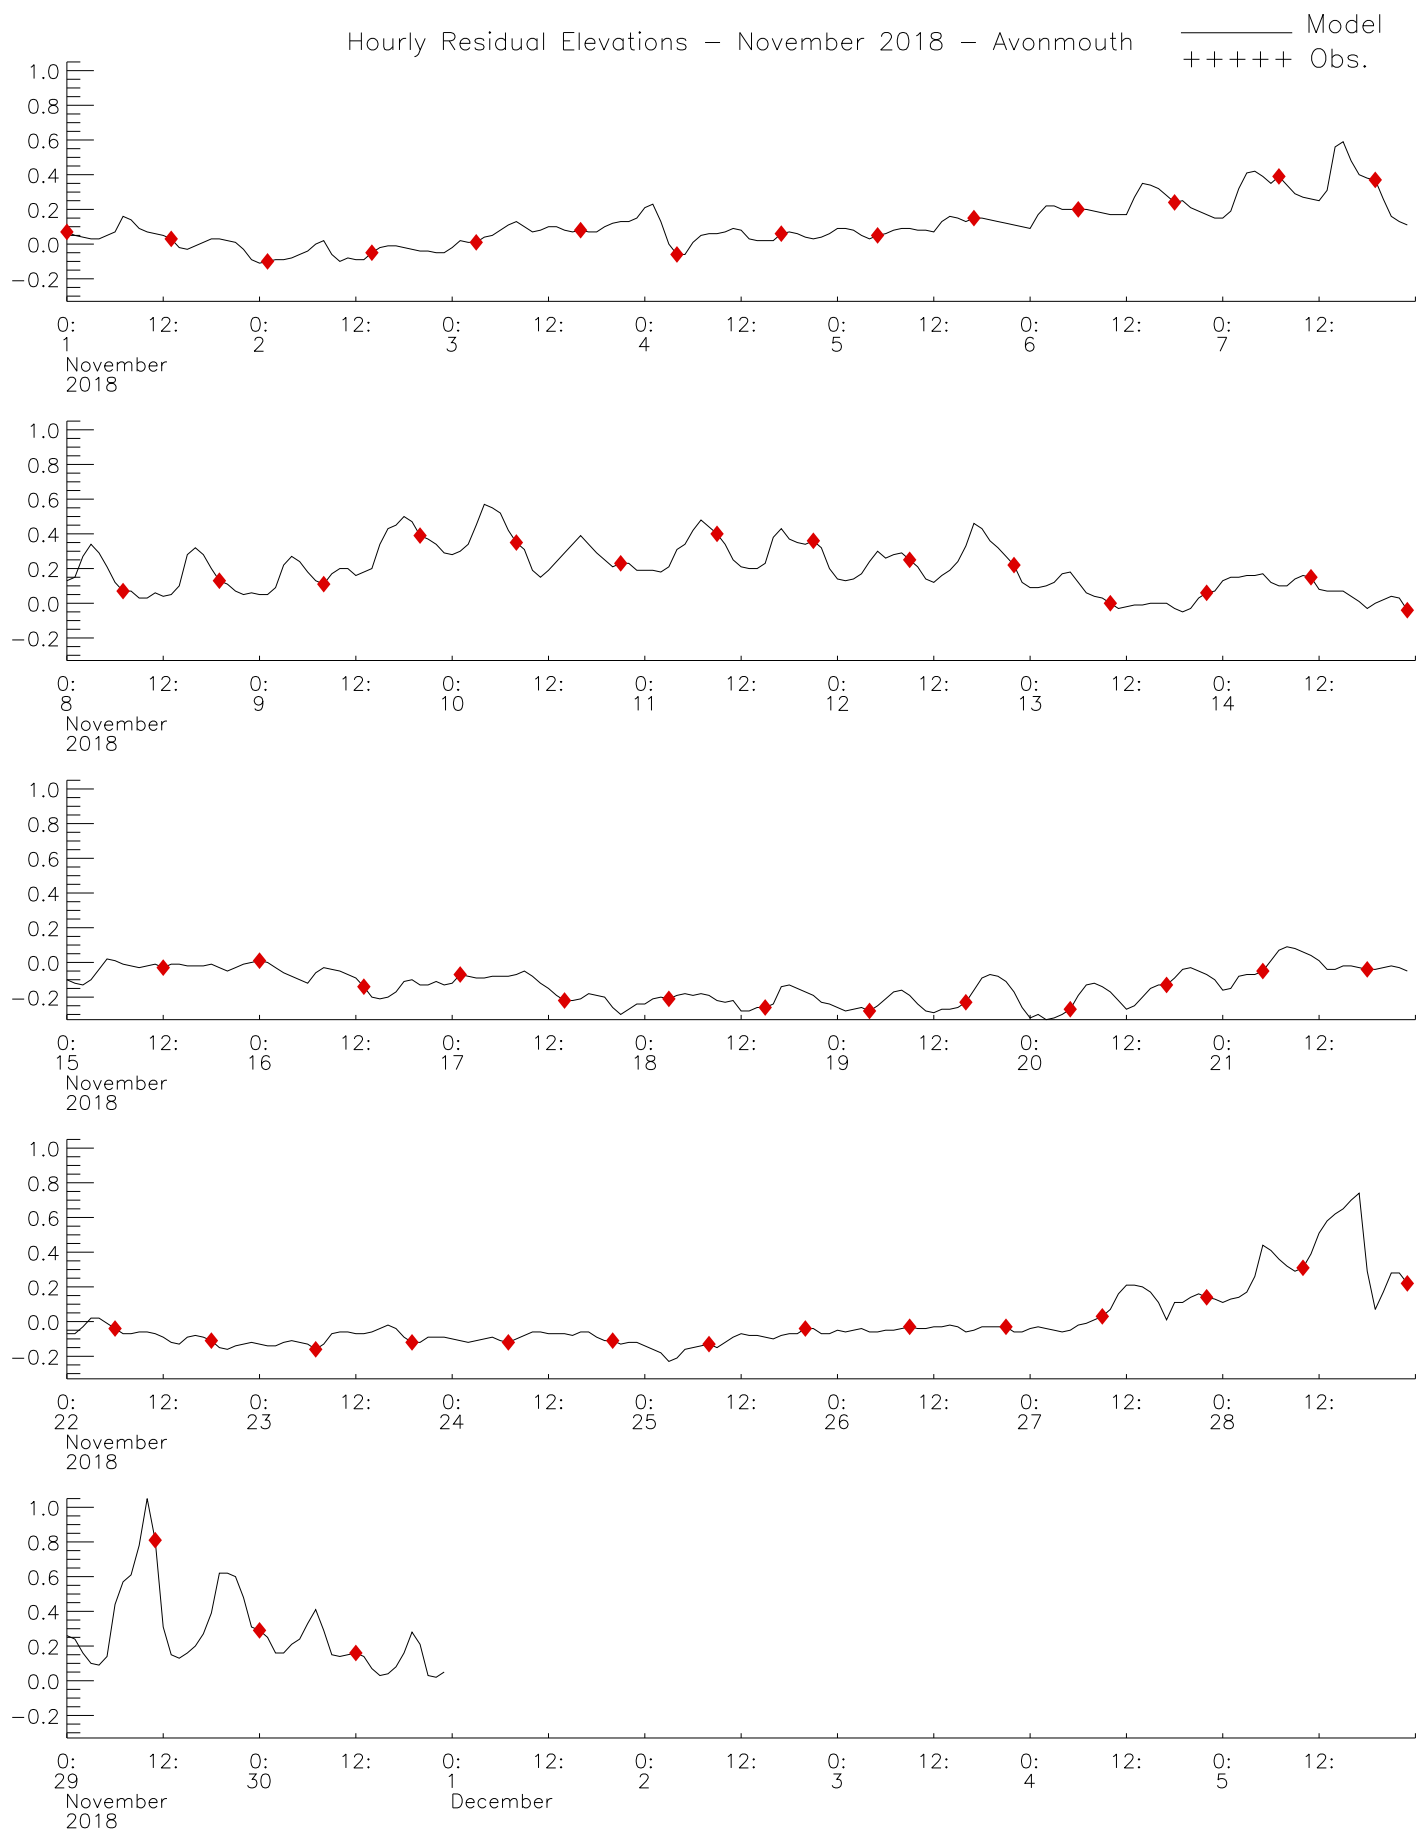 Hourly Residual Elevations − November 2018 − Avonmouth
Model
+++++ Obs.
1.0
0.8
0.6
0.4
0.2
0.0
−0.2
0: 12: 0: 12: 0: 12: 0: 12: 0: 12: 0: 12: 0: 12:
1 2 3 4 5 6 7
November
2018
1.0
0.8
0.6
0.4
0.2
0.0
−0.2
0: 12: 0: 12: 0: 12: 0: 12: 0: 12: 0: 12: 0: 12:
8 9 10 11 12 13 14
November
2018
1.0
0.8
0.6
0.4
0.2
0.0
−0.2
0: 12: 0: 12: 0: 12: 0: 12: 0: 12: 0: 12: 0: 12:
15 16 17 18 19 20 21
November
2018
1.0
0.8
0.6
0.4
0.2
0.0
−0.2
0: 12: 0: 12: 0: 12: 0: 12: 0: 12: 0: 12: 0: 12:
22 23 24 25 26 27 28
November
2018
1.0
0.8
0.6
0.4
0.2
0.0
−0.2
0: 12: 0: 12: 0: 12: 0: 12: 0: 12: 0: 12: 0: 12:
29 30 1 2 3 4 5
November December
2018